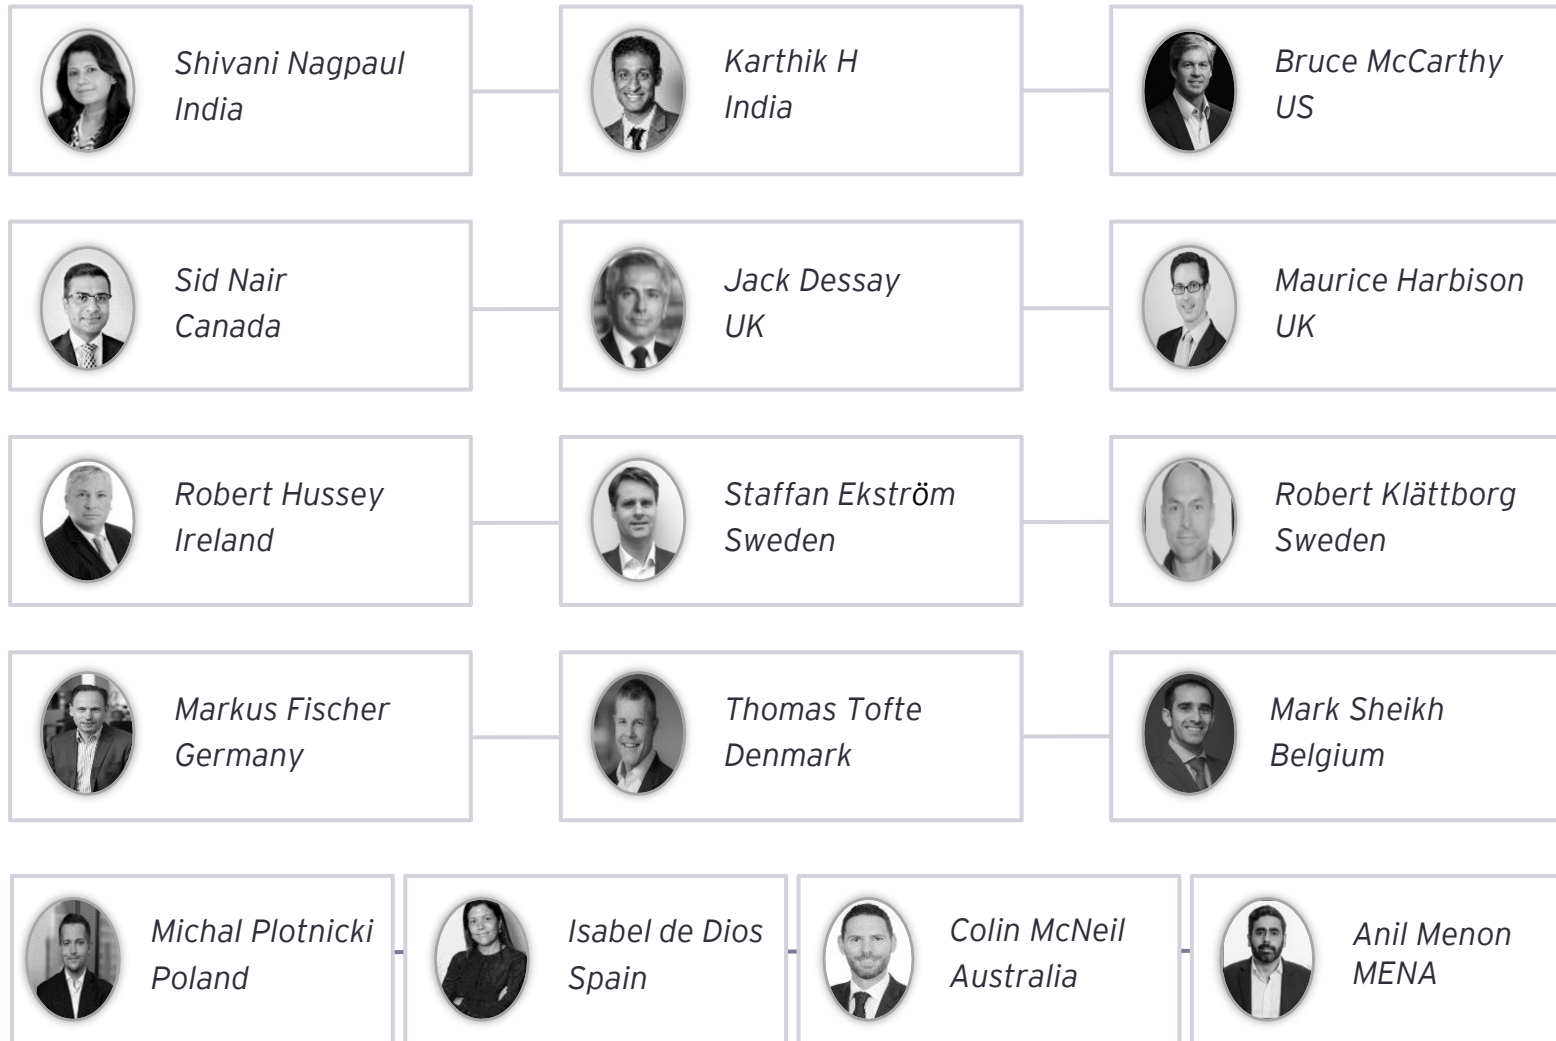 Shivani Nagpaul
India
Karthik H
India
Bruce McCarthy
US
Sid Nair
Canada
Jack Dessay
UK
Maurice Harbison
UK
Robert Hussey
Ireland
Staffan Ekström
Sweden
Robert Klättborg
Sweden
Markus Fischer
Germany
Thomas Tofte
Denmark
Mark Sheikh
Belgium
Michal Plotnicki
Poland
Isabel de Dios
Spain
Colin McNeil
Australia
Anil Menon
MENA